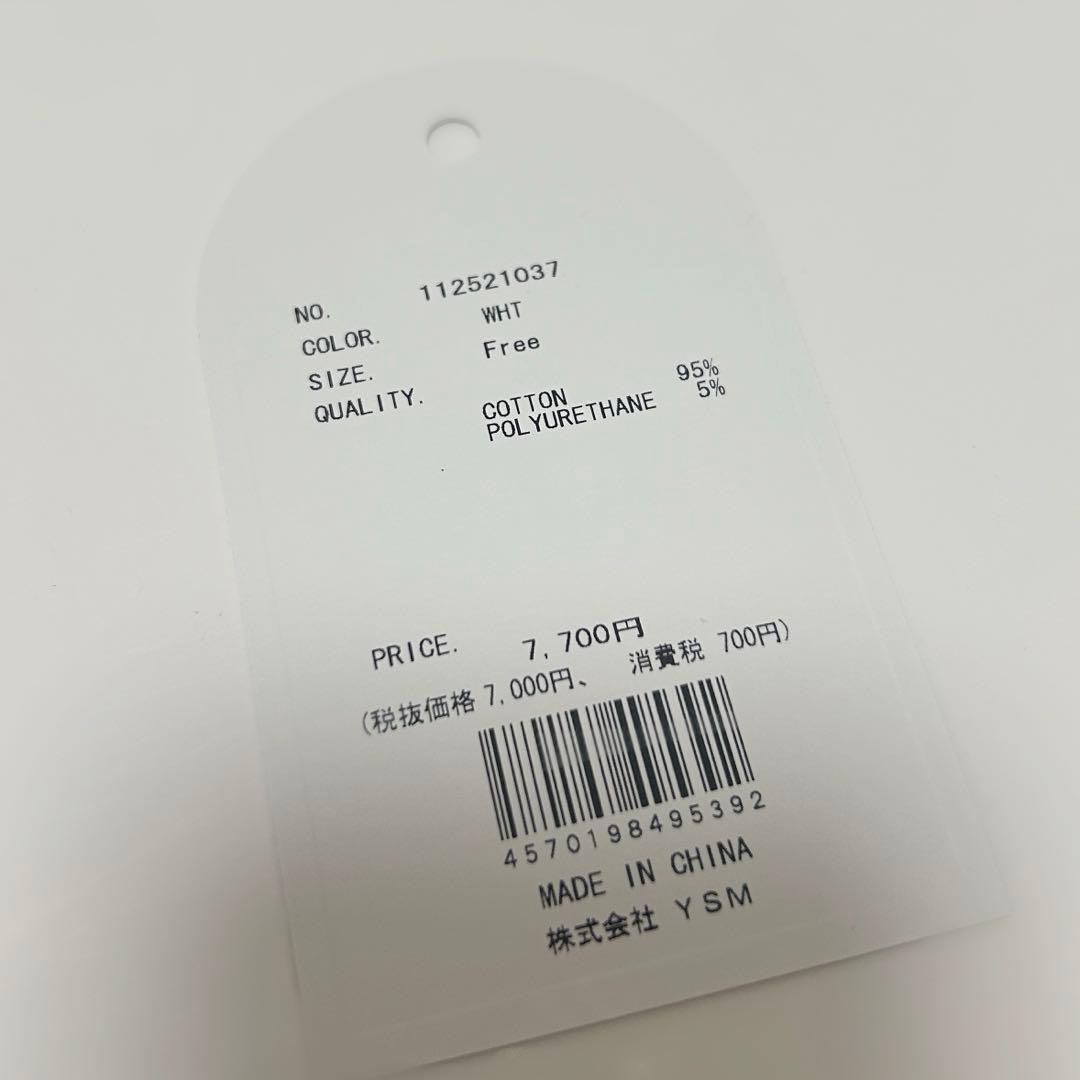 NO. 112521037
COLOR. WHT
SIZE. Free
QUALITY. COTTON 95%
POLYURETHANE 5%
PRICE. 7,700円
(税抜価格 7,000円、 消費税 700円)
4570198495392
MADE IN CHINA
株式会社 YSM